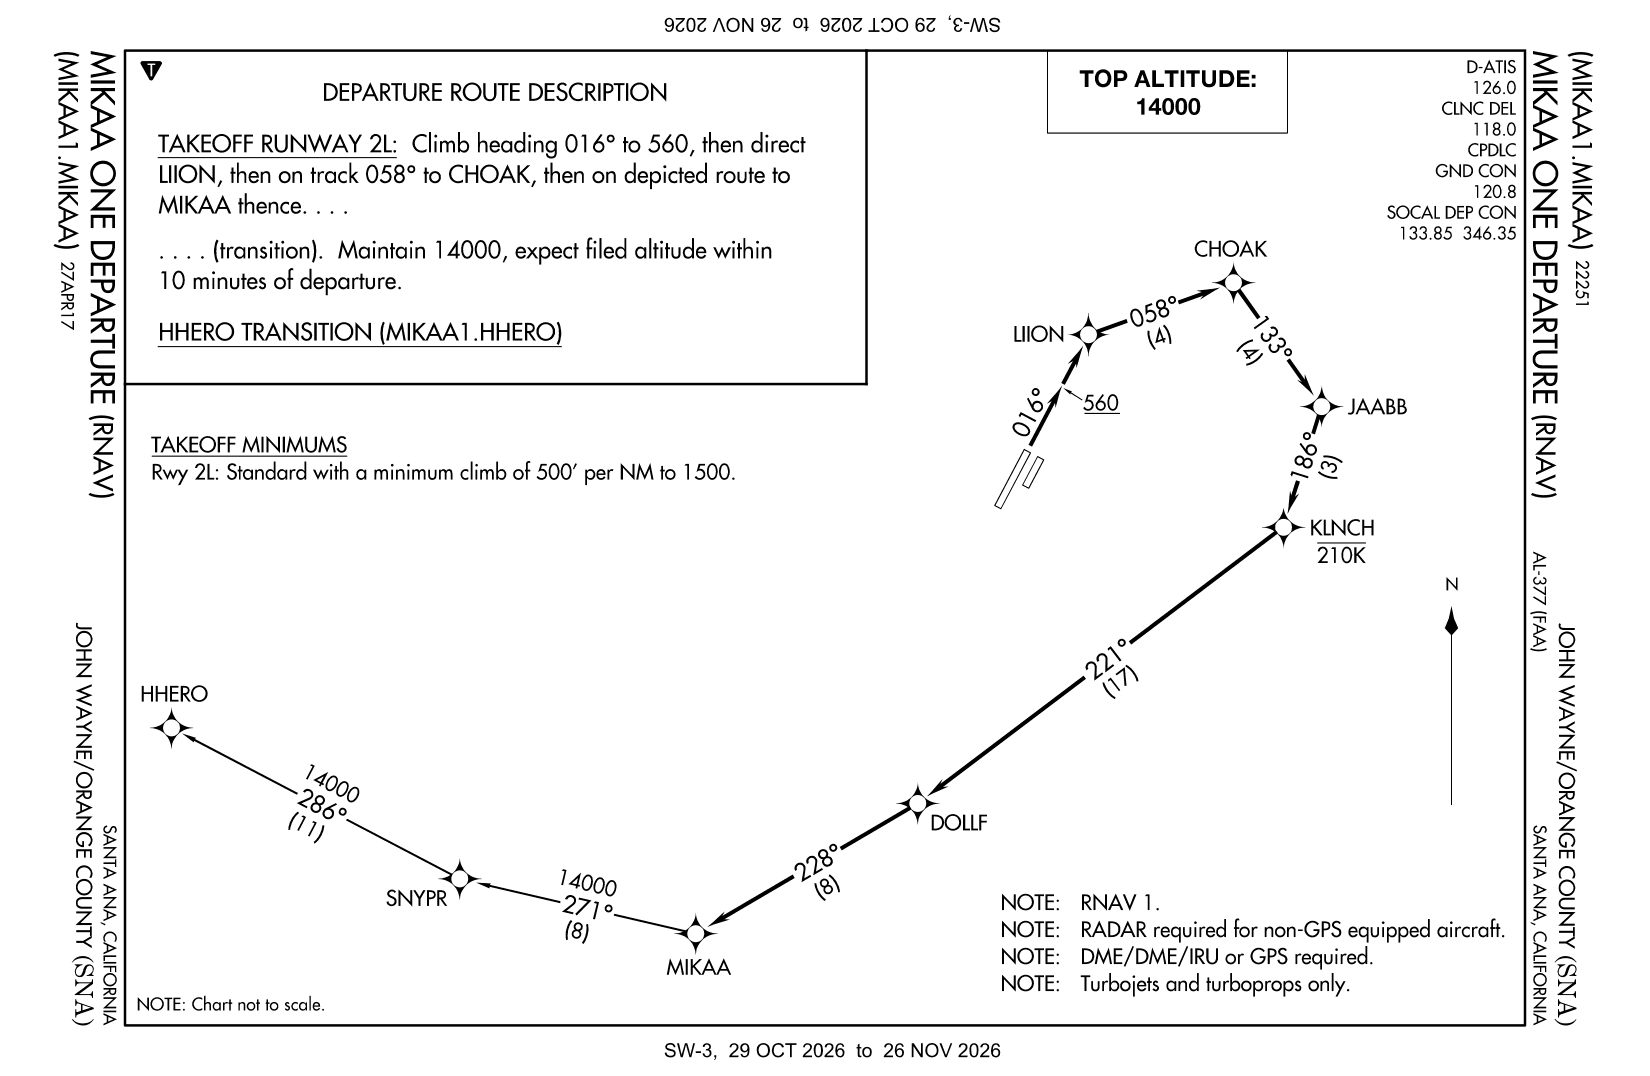 SW-3, 29 OCT 2026 to 26 NOV 2026
(MIKAA1.MIKAA) 27APR17
MIKAA ONE DEPARTURE (RNAV)
JOHN WAYNE/ORANGE COUNTY (SNA)
SANTA ANA, CALIFORNIA
T
DEPARTURE ROUTE DESCRIPTION
TAKEOFF RUNWAY 2L: Climb heading 016° to 560, then direct
LIION, then on track 058° to CHOAK, then on depicted route to
MIKAA thence. . . .
. . . . (transition). Maintain 14000, expect filed altitude within
10 minutes of departure.
HHERO TRANSITION (MIKAA1.HHERO)
TAKEOFF MINIMUMS
Rwy 2L: Standard with a minimum climb of 500′ per NM to 1500.
TOP ALTITUDE:
14000
D-ATIS
126.0
CLNC DEL
118.0
CPDLC
GND CON
120.8
SOCAL DEP CON
133.85 346.35
CHOAK
LIION
058°
(4)
133°
(4)
016°
560
JAABB
186°
(3)
KLNCH
210K
N
221°
(17)
HHERO
14000
286°
(11)
DOLLF
228°
(8)
SNYPR
14000
271°
(8)
MIKAA
NOTE: RNAV 1.
NOTE: RADAR required for non-GPS equipped aircraft.
NOTE: DME/DME/IRU or GPS required.
NOTE: Turbojets and turboprops only.
NOTE: Chart not to scale.
(MIKAA1.MIKAA) 22251
MIKAA ONE DEPARTURE (RNAV)
AL-377 (FAA)
JOHN WAYNE/ORANGE COUNTY (SNA)
SANTA ANA, CALIFORNIA
SW-3, 29 OCT 2026 to 26 NOV 2026